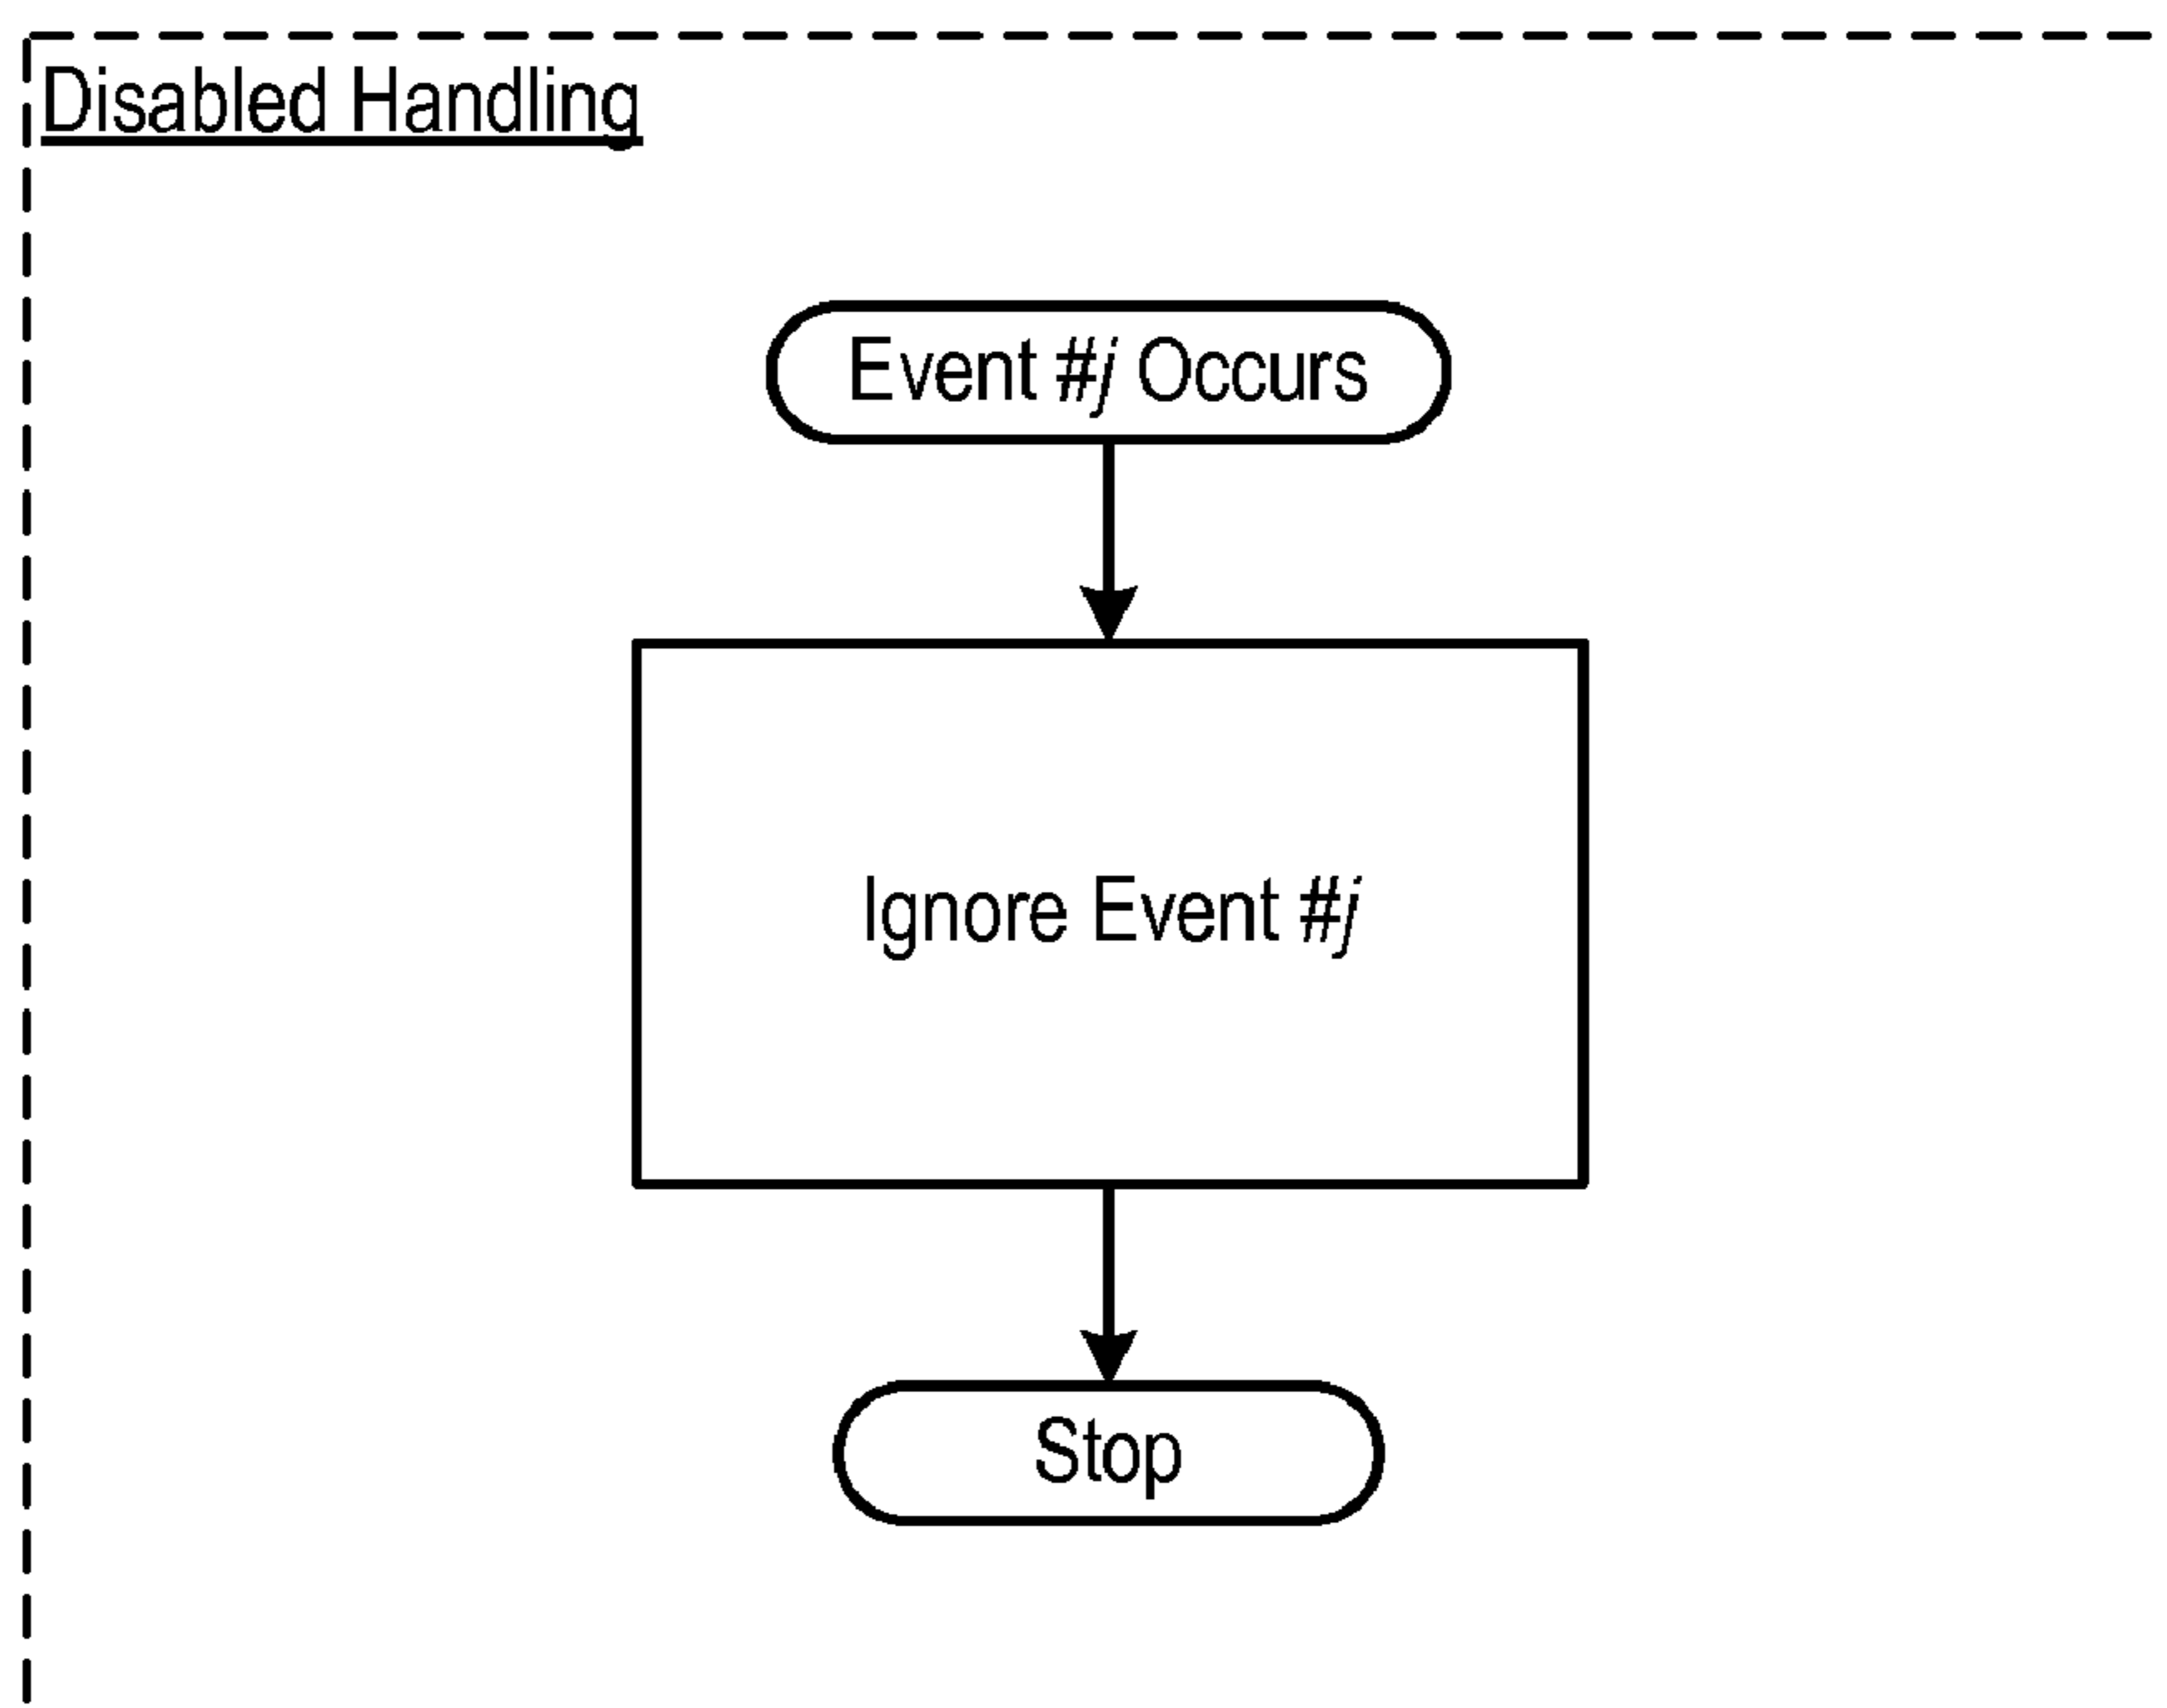 Disabled Handling
Event #j Occurs
Ignore Event #j
Stop